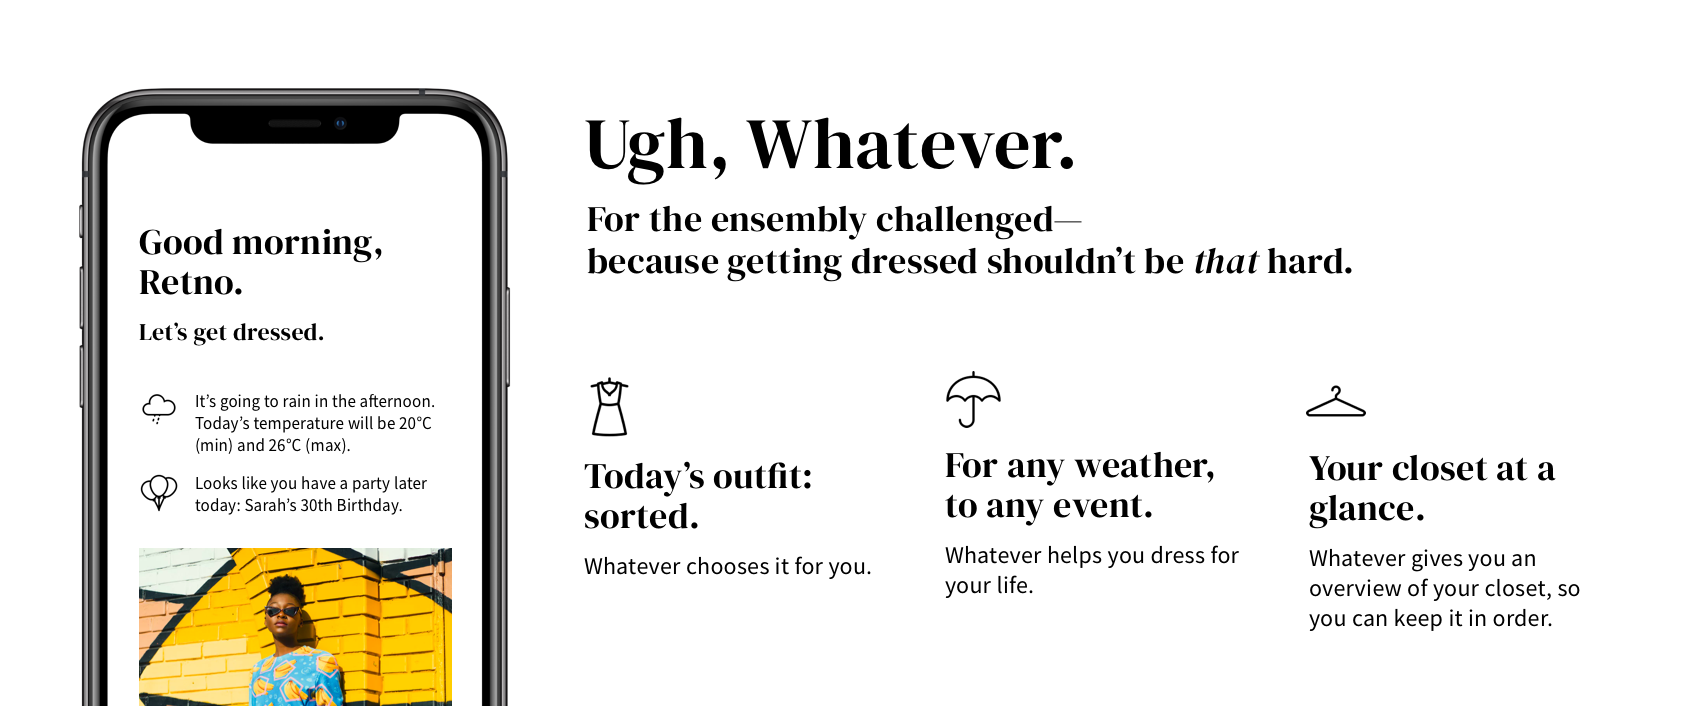 Good morning,
Retno.
Let’s get dressed.
It’s going to rain in the afternoon.
Today’s temperature will be 20°C
(min) and 26°C (max).
Looks like you have a party later
today: Sarah’s 30th Birthday.
Ugh, Whatever.
For the ensembly challenged—
because getting dressed shouldn’t be that hard.
Today’s outfit:
sorted.
Whatever chooses it for you.
For any weather,
to any event.
Whatever helps you dress for
your life.
Your closet at a
glance.
Whatever gives you an
overview of your closet, so
you can keep it in order.